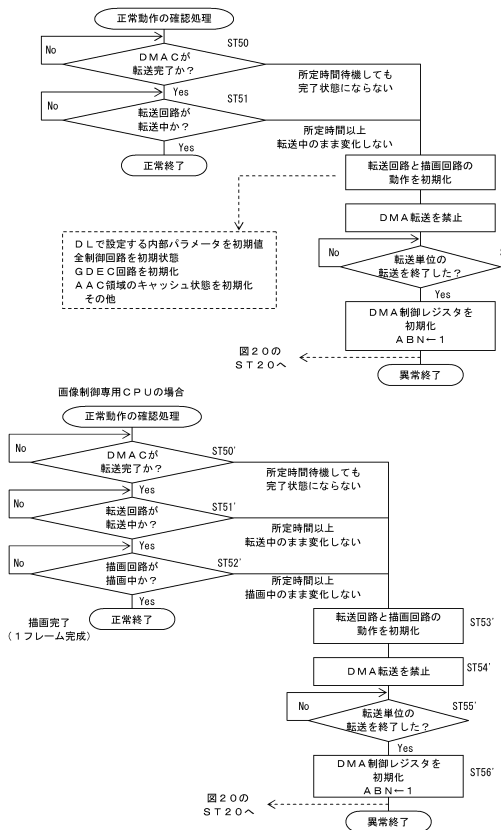 正常動作の確認処理
No
ST50
DMACが
転送完了か?
所定時間待機しても
完了状態にならない
Yes
No
ST51
転送回路が
転送中か?
所定時間以上
転送中のまま変化しない
Yes
正常終了
転送回路と描画回路の
動作を初期化
DMA転送を禁止
DLで設定する内部パラメータを初期値
全制御回路を初期状態
GDEC回路を初期化
AAC領域のキャッシュ状態を初期化
その他
No
転送単位の
転送を終了した?
Yes
DMA制御レジスタを
初期化
ABN←1
図20の
ST20へ
異常終了
画像制御専用CPUの場合
正常動作の確認処理
No
ST50'
DMACが
転送完了か?
所定時間待機しても
完了状態にならない
Yes
No
ST51'
転送回路が
転送中か?
所定時間以上
転送中のまま変化しない
Yes
No
ST52'
描画回路が
描画中か?
所定時間以上
描画中のまま変化しない
Yes
描画完了
(1フレーム完成)
正常終了
転送回路と描画回路の
動作を初期化
ST53'
DMA転送を禁止
ST54'
ST55'
No
転送単位の
転送を終了した?
Yes
DMA制御レジスタを
初期化
ABN←1
ST56'
図20の
ST20へ
異常終了